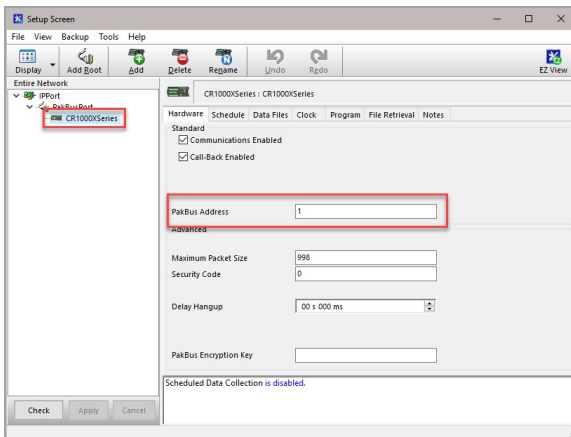 Setup Screen
File View Backup Tools Help
Display Add Root Add Delete Rename Undo Redo EZ View
Entire Network
IPPort
PakBusPort
CR1000XSeries
CR1000XSeries : CR1000XSeries
Hardware Schedule Data Files Clock Program File Retrieval Notes
Standard
Communications Enabled
Call-Back Enabled
PakBus Address 1
Advanced
Maximum Packet Size 998
Security Code 0
Delay Hangup 00 s 000 ms
PakBus Encryption Key
Scheduled Data Collection is disabled.
Check Apply Cancel